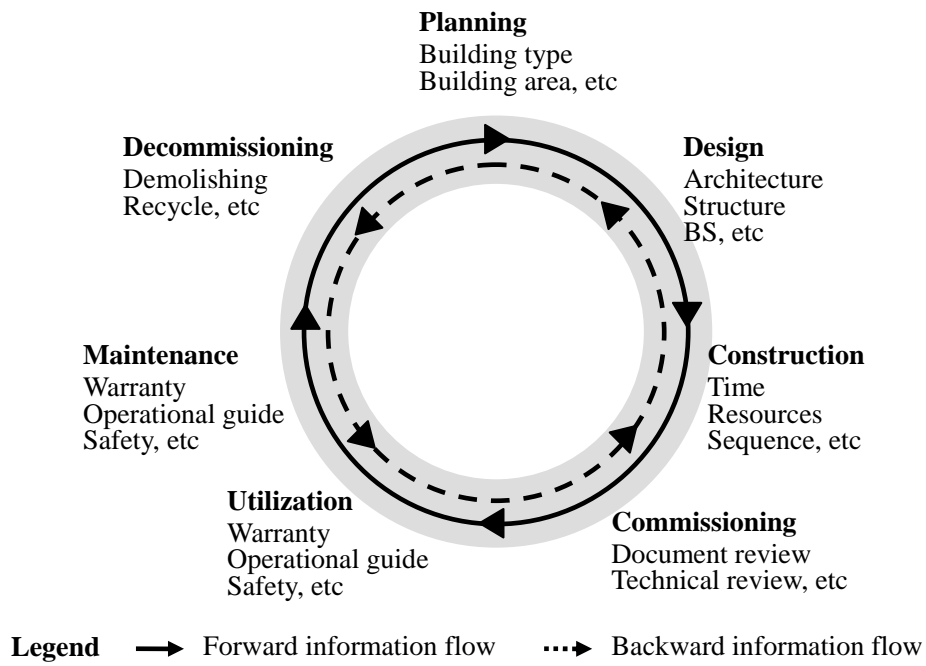 Planning
Building type
Building area, etc
Decommissioning
Demolishing
Recycle, etc
Design
Architecture
Structure
BS, etc
Maintenance
Warranty
Operational guide
Safety, etc
Construction
Time
Resources
Sequence, etc
Utilization
Warranty
Operational guide
Safety, etc
Commissioning
Document review
Technical review, etc
Legend Forward information flow Backward information flow